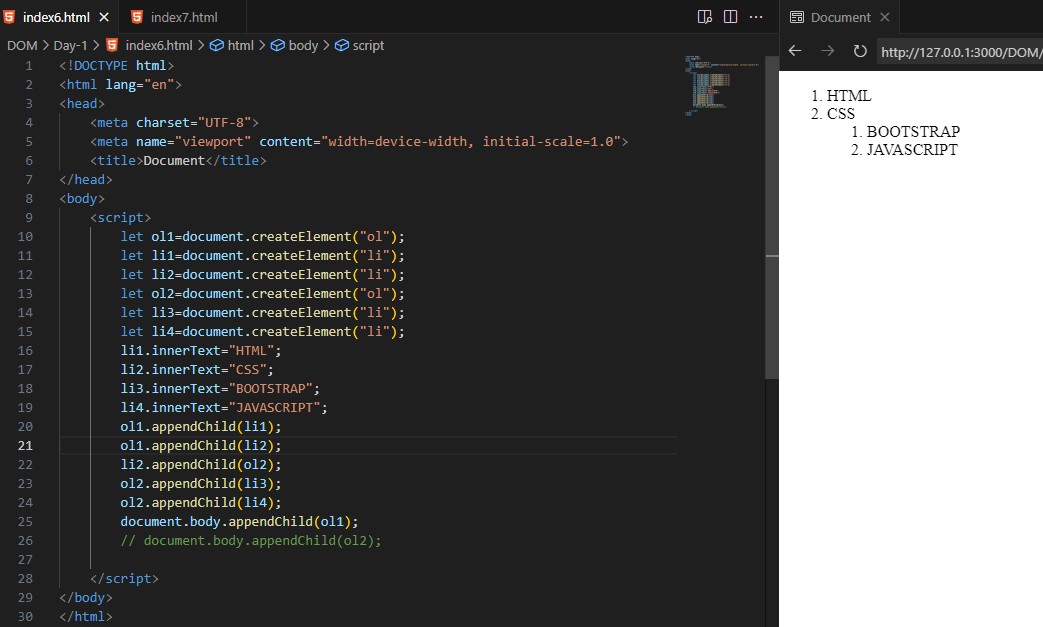 index6.html
index7.html
DOM > Day-1 > index6.html > html > body > script
1 <!DOCTYPE html>
2 <html lang="en">
3 <head>
4 <meta charset="UTF-8">
5 <meta name="viewport" content="width=device-width, initial-scale=1.0">
6 <title>Document</title>
7 </head>
8 <body>
9 <script>
10 let ol1=document.createElement("ol");
11 let li1=document.createElement("li");
12 let li2=document.createElement("li");
13 let ol2=document.createElement("ol");
14 let li3=document.createElement("li");
15 let li4=document.createElement("li");
16 li1.innerText="HTML";
17 li2.innerText="CSS";
18 li3.innerText="BOOTSTRAP";
19 li4.innerText="JAVASCRIPT";
20 ol1.appendChild(li1);
21 ol1.appendChild(li2);
22 li2.appendChild(ol2);
23 ol2.appendChild(li3);
24 ol2.appendChild(li4);
25 document.body.appendChild(ol1);
26 // document.body.appendChild(ol2);
27
28 </script>
29 </body>
30 </html>
Document
http://127.0.0.1:3000/DOM/
1. HTML
2. CSS
1. BOOTSTRAP
2. JAVASCRIPT